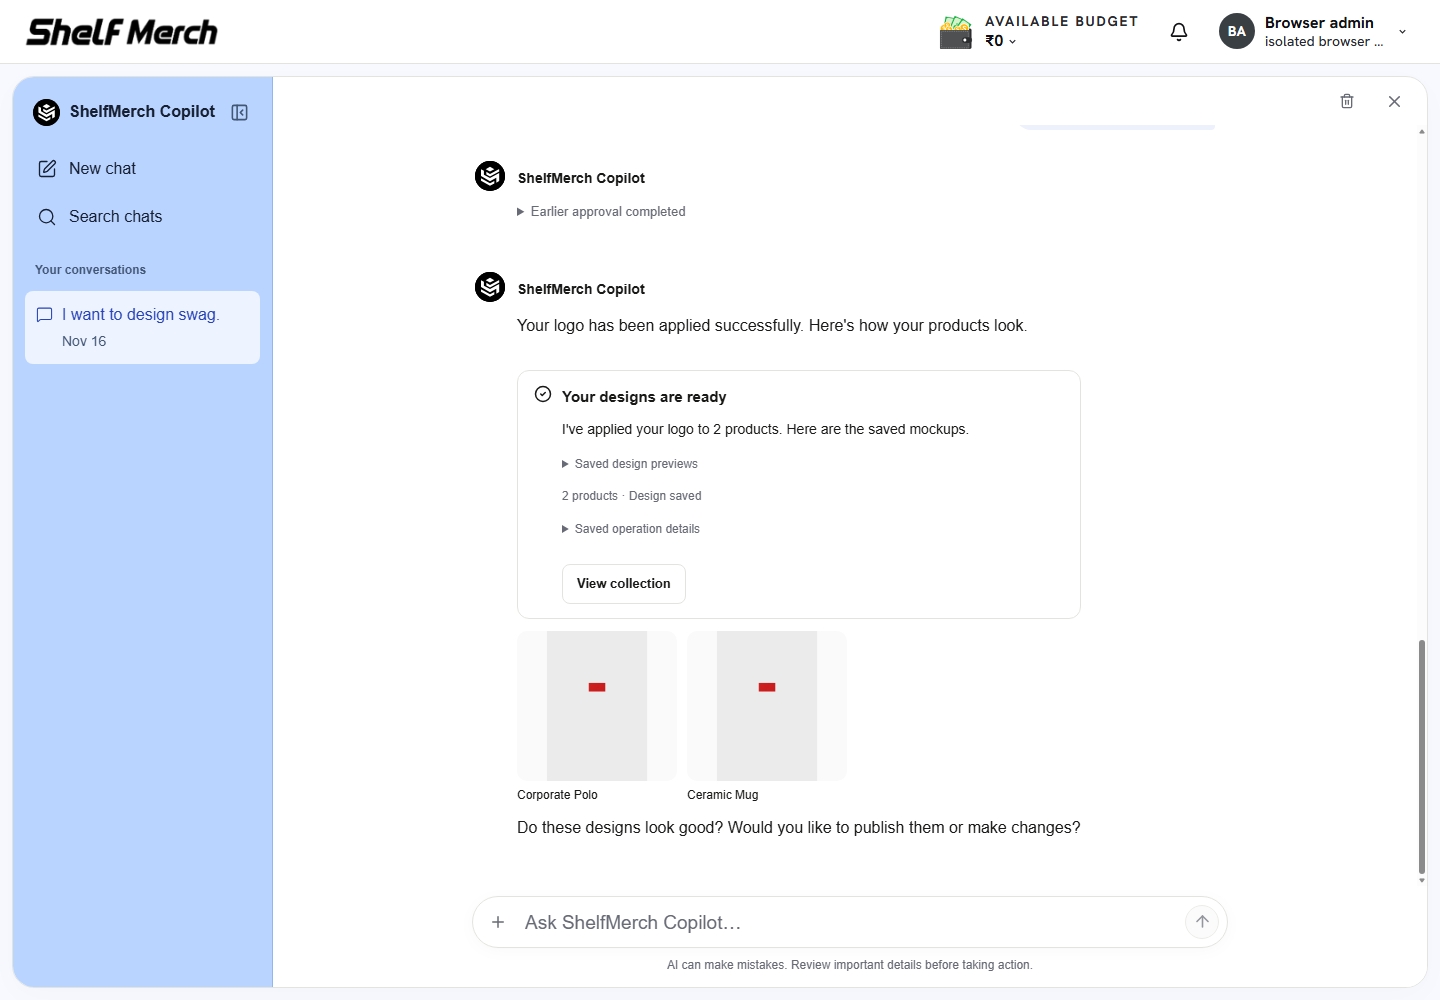 Shelf Merch
AVAILABLE BUDGET
₹0
BA
Browser admin
isolated browser ...
ShelfMerch Copilot
New chat
Search chats
Your conversations
I want to design swag.
Nov 16
ShelfMerch Copilot
Earlier approval completed
ShelfMerch Copilot
Your logo has been applied successfully. Here's how your products look.
Your designs are ready
I've applied your logo to 2 products. Here are the saved mockups.
Saved design previews
2 products · Design saved
Saved operation details
View collection
Corporate Polo
Ceramic Mug
Do these designs look good? Would you like to publish them or make changes?
Ask ShelfMerch Copilot…
AI can make mistakes. Review important details before taking action.